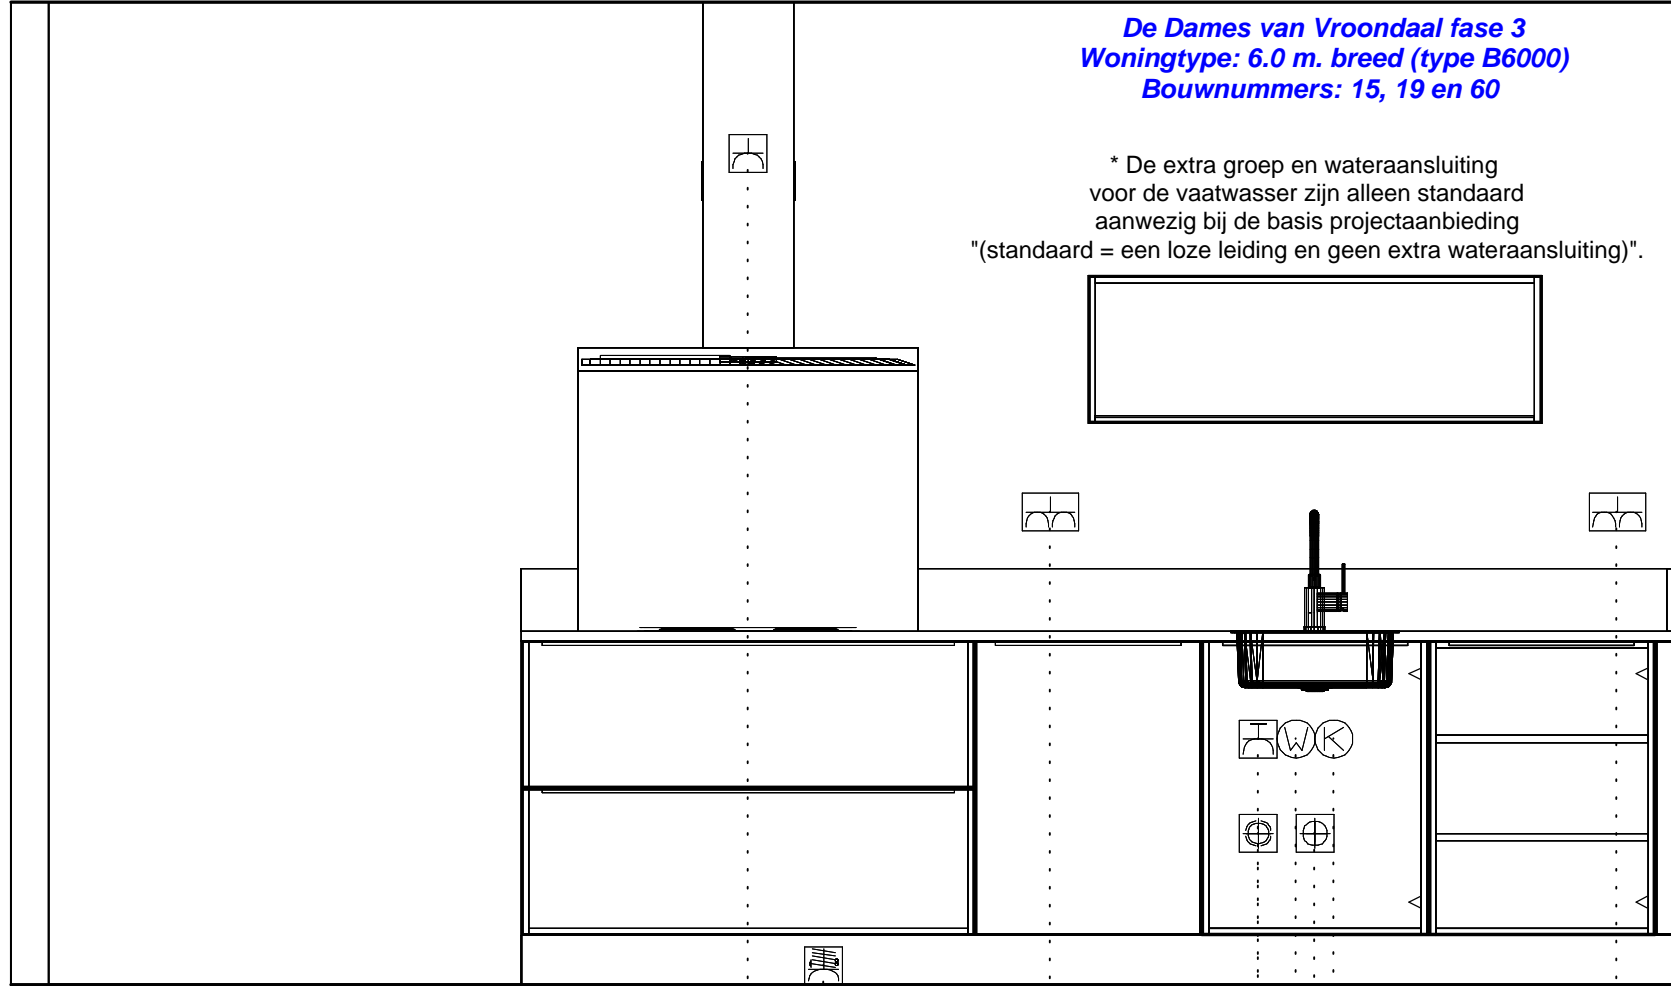 De Dames van Vroondaal fase 3
Woningtype: 6.0 m. breed (type B6000)
Bouwnummers: 15, 19 en 60
* De extra groep en wateraansluiting
voor de vaatwasser zijn alleen standaard
aanwezig bij de basis projectaanbieding
"(standaard = een loze leiding en geen extra wateraansluiting)".
W K